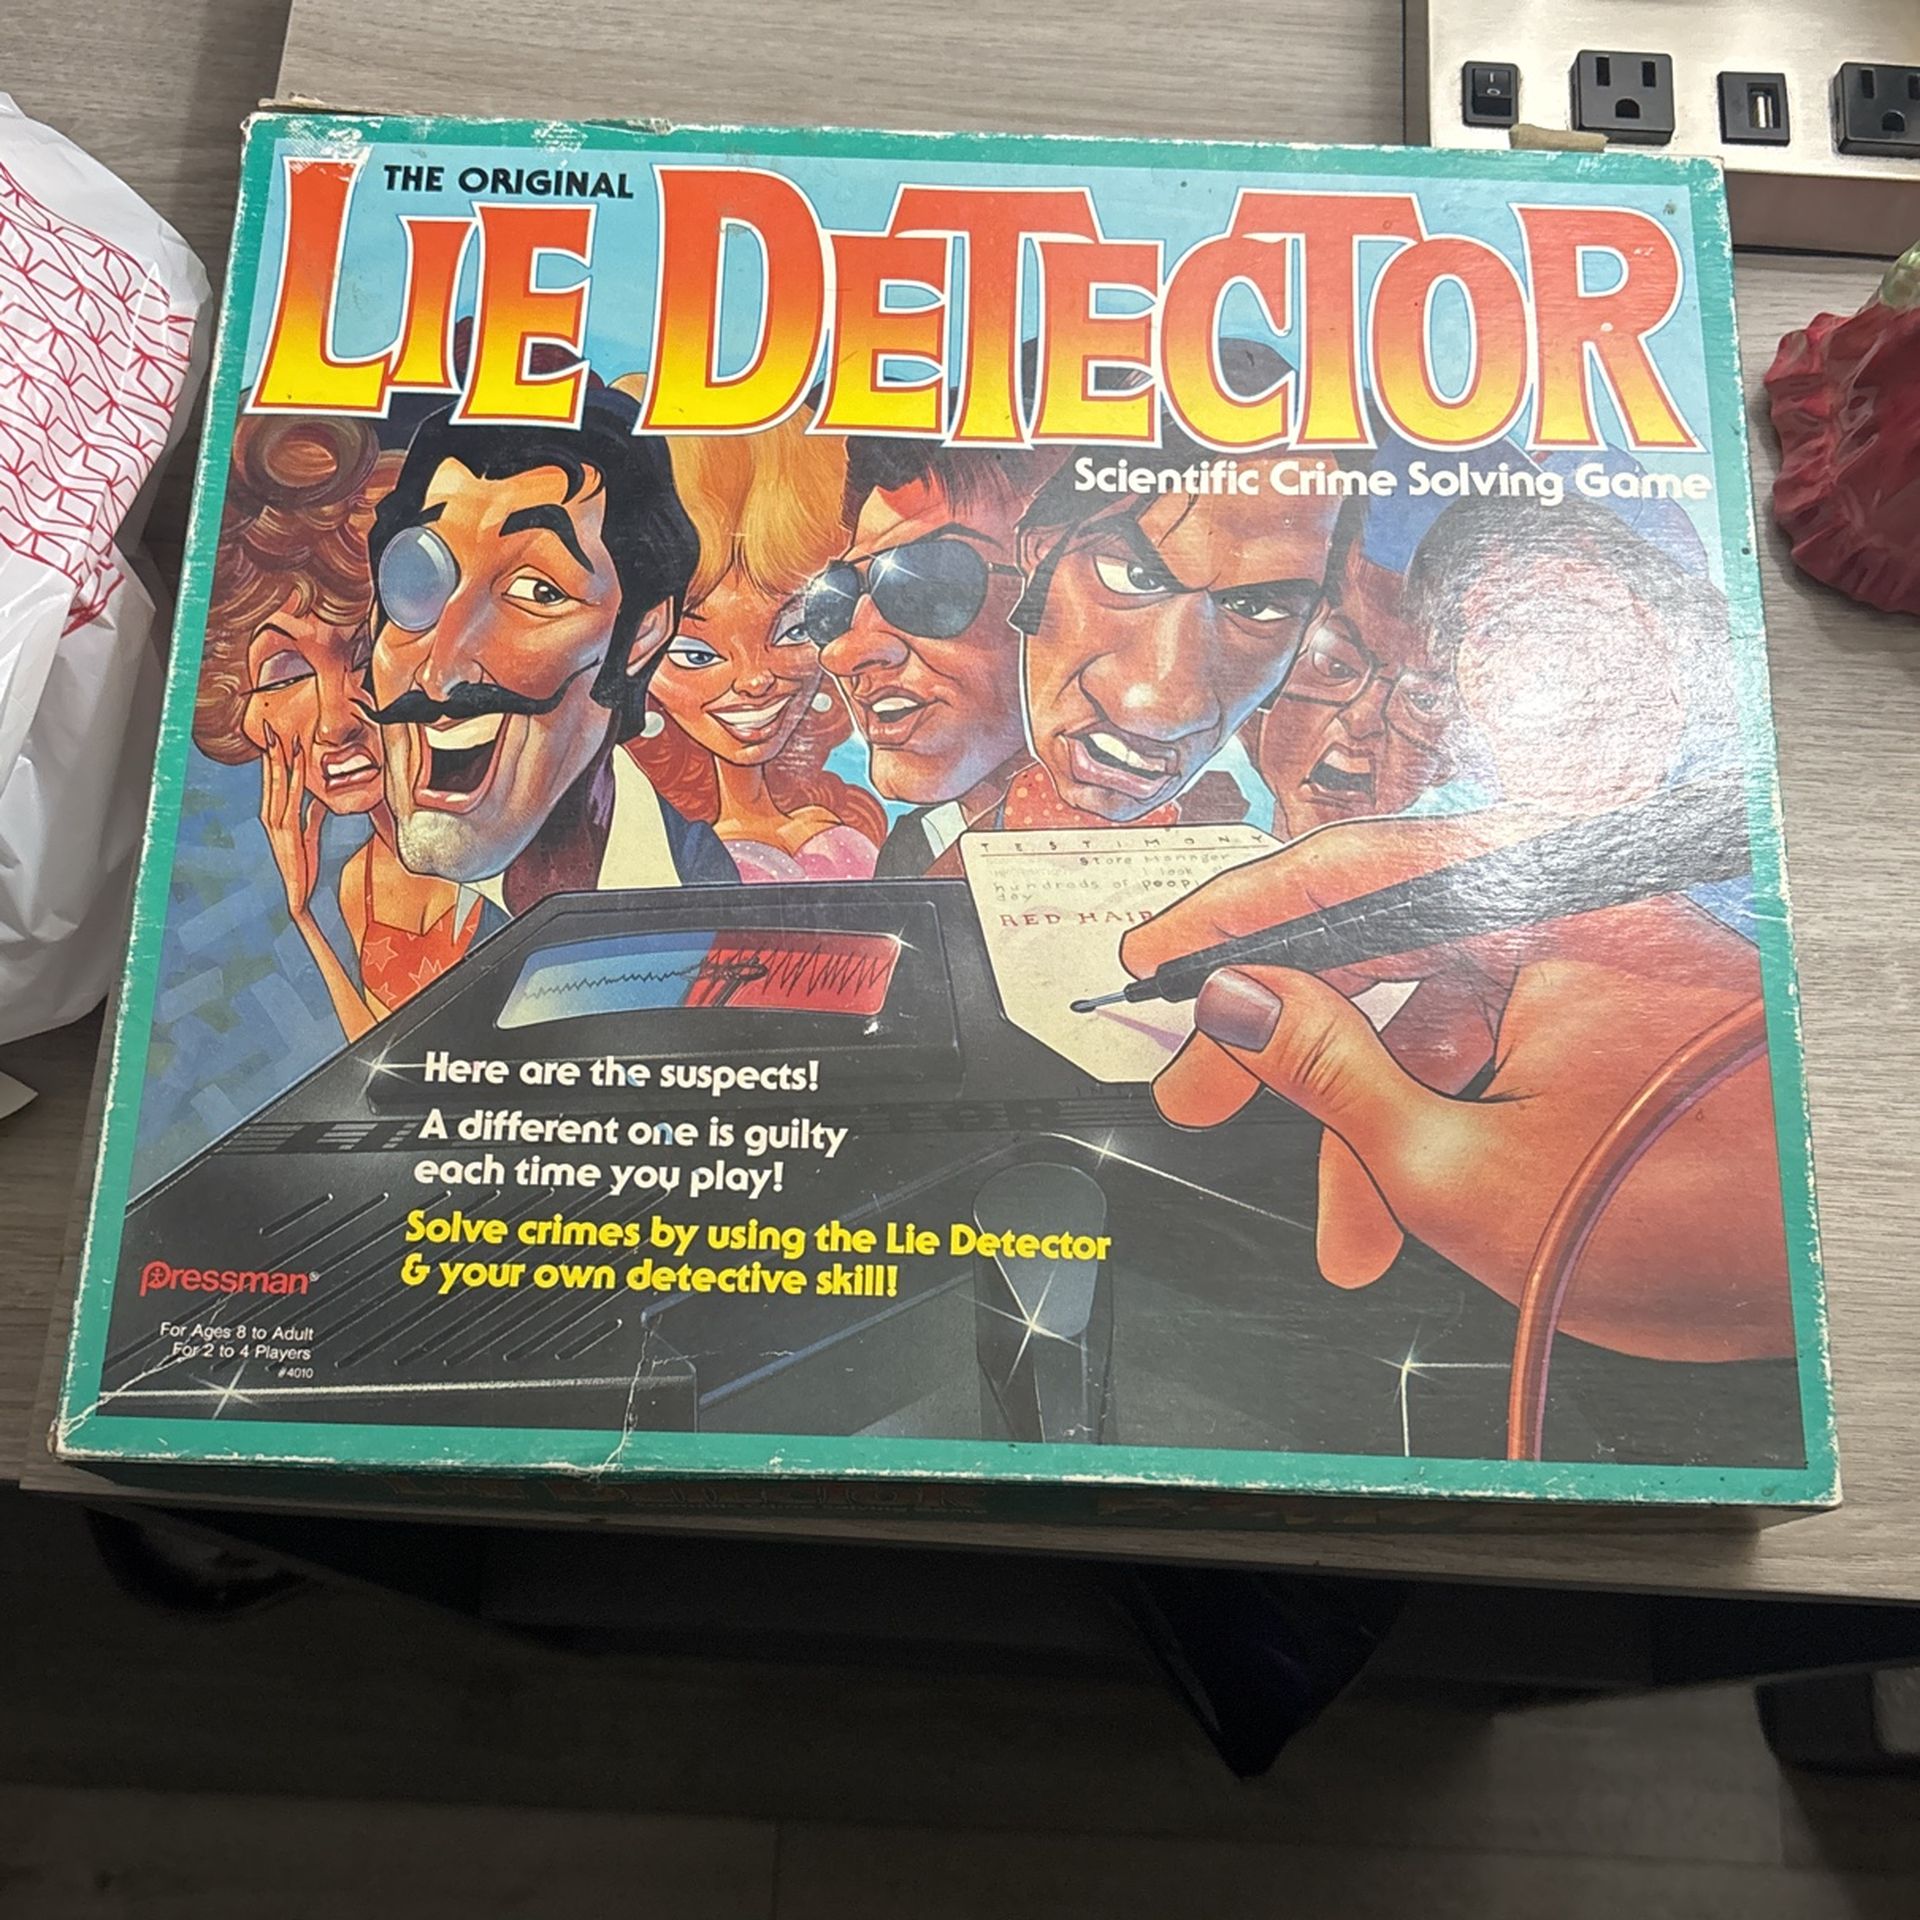 THE ORIGINAL
LIE DETECTOR
Scientific Crime Solving Game
TESTIMONY
Store Manager
I look
hundreds of peop
day
RED HAIR
Here are the suspects!
A different one is guilty
each time you play!
Solve crimes by using the Lie Detector
& your own detective skill!
Pressman®
For Ages 8 to Adult
For 2 to 4 Players
#4010